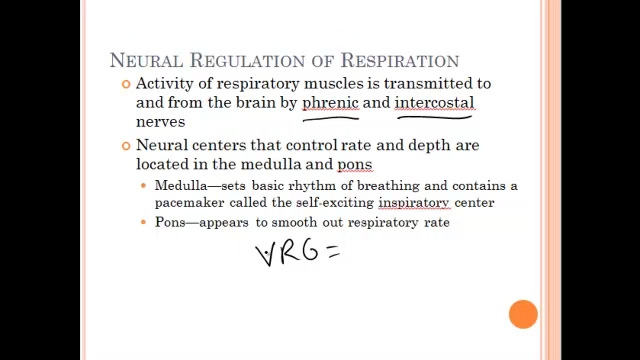 NEURAL REGULATION OF RESPIRATION
Activity of respiratory muscles is transmitted to
and from the brain by phrenic and intercostal
nerves
Neural centers that control rate and depth are
located in the medulla and pons
Medulla—sets basic rhythm of breathing and contains a
pacemaker called the self-exciting inspiratory center
Pons—appears to smooth out respiratory rate
VRG =